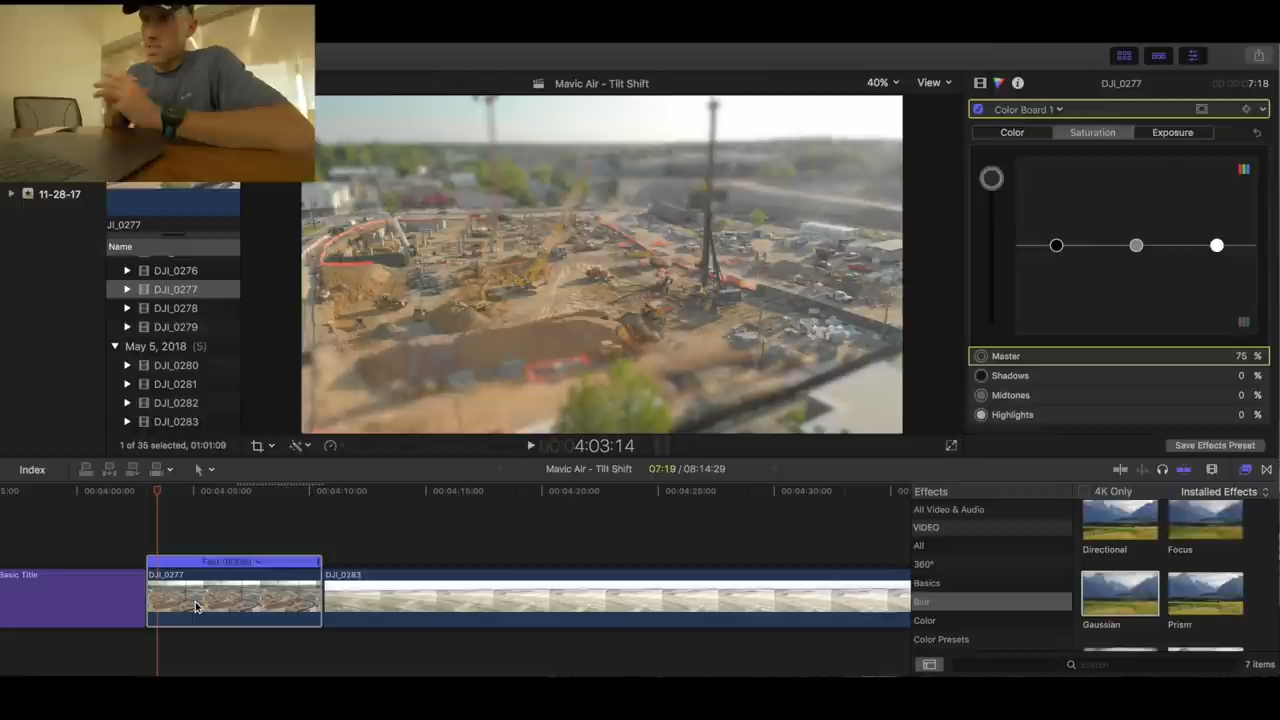 Mavic Air - Tilt Shift
40%
View
DJI_0277
7:18
Color Board 1
Color
Saturation
Exposure
11-28-17
JI_0277
Name
DJI_0276
DJI_0277
DJI_0278
DJI_0279
May 5, 2018 (5)
DJI_0280
DJI_0281
DJI_0282
DJI_0283
Master 75 %
Shadows 0 %
Midtones 0 %
Highlights 0 %
1 of 35 selected, 01:01:09
4:03:14
Save Effects Preset
Index
Mavic Air - Tilt Shift 07:19 / 08:14:29
5:00
00:04:00:00
00:04:05:00
00:04:10:00
00:04:15:00
00:04:20:00
00:04:25:00
00:04:30:00
00:
Effects
4K Only
Installed Effects
All Video & Audio
VIDEO
All
360°
Basics
Blur
Color
Color Presets
Directional
Focus
Gaussian
Prism
Basic Title
DJI_0277
DJI_0283
Search
7 items